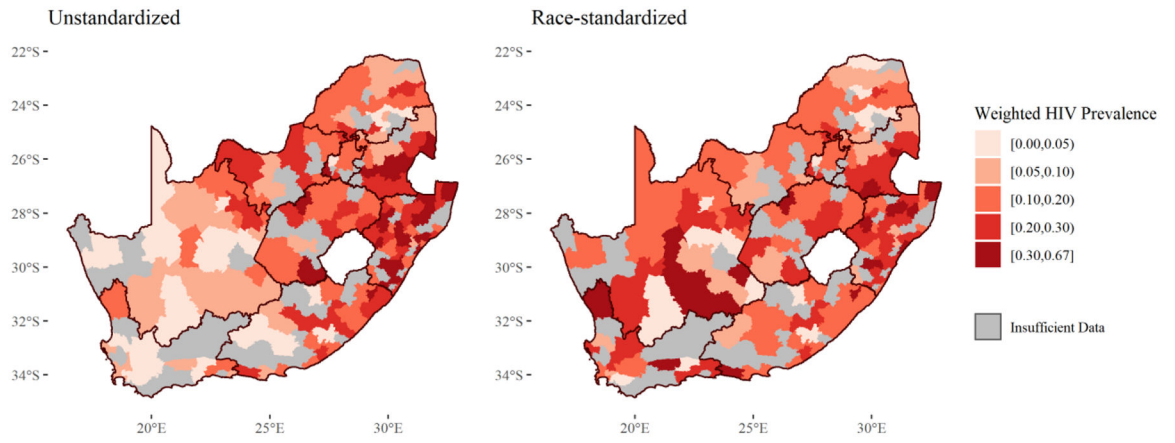 Unstandardized
Race-standardized
22°S
24°S
26°S
28°S
30°S
32°S
34°S
20°E
25°E
30°E
22°S
24°S
26°S
28°S
30°S
32°S
34°S
20°E
25°E
30°E
Weighted HIV Prevalence
[0.00,0.05)
[0.05,0.10)
[0.10,0.20)
[0.20,0.30)
[0.30,0.67]
Insufficient Data